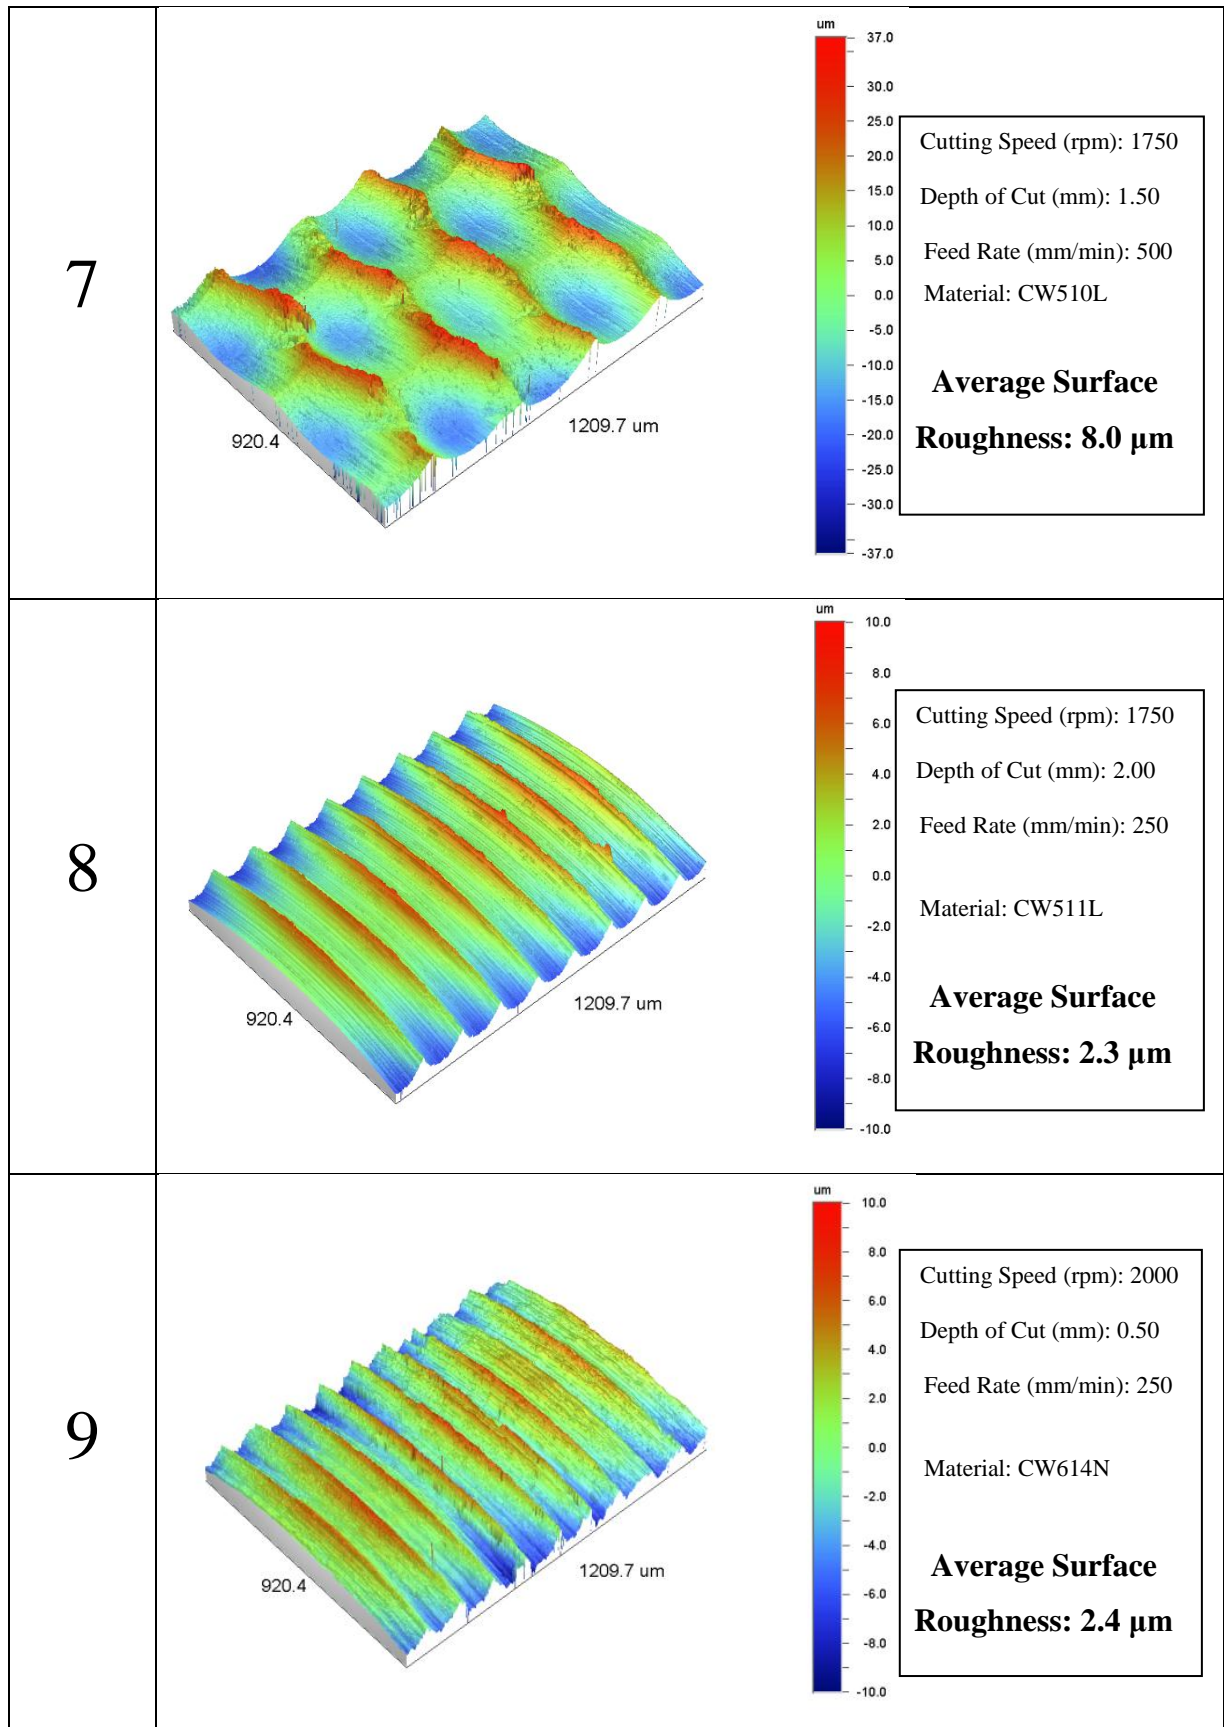 7
um
37.0
30.0
25.0
20.0
15.0
10.0
5.0
0.0
-5.0
-10.0
-15.0
-20.0
-25.0
-30.0
-37.0
920.4
1209.7 um
Cutting Speed (rpm): 1750
Depth of Cut (mm): 1.50
Feed Rate (mm/min): 500
Material: CW510L
Average Surface
Roughness: 8.0 µm
8
um
10.0
8.0
6.0
4.0
2.0
0.0
-2.0
-4.0
-6.0
-8.0
-10.0
920.4
1209.7 um
Cutting Speed (rpm): 1750
Depth of Cut (mm): 2.00
Feed Rate (mm/min): 250
Material: CW511L
Average Surface
Roughness: 2.3 µm
9
um
10.0
8.0
6.0
4.0
2.0
0.0
-2.0
-4.0
-6.0
-8.0
-10.0
920.4
1209.7 um
Cutting Speed (rpm): 2000
Depth of Cut (mm): 0.50
Feed Rate (mm/min): 250
Material: CW614N
Average Surface
Roughness: 2.4 µm